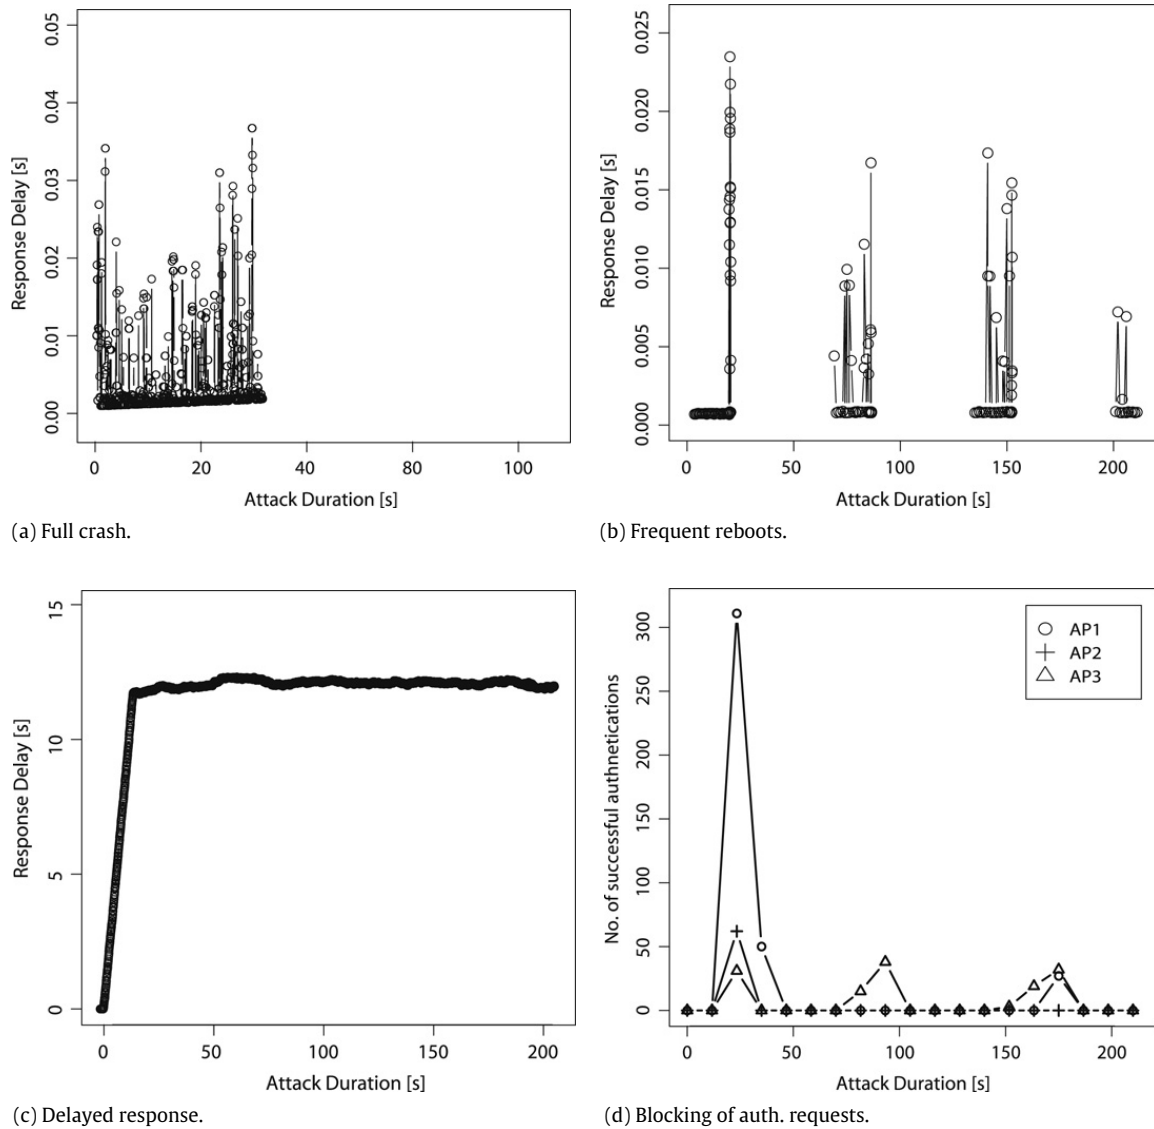 0.05
0.04
0.03
0.02
0.01
0.00
Response Delay [s]
0 20 40 60 80 100
Attack Duration [s]
(a) Full crash.
0.025
0.020
0.015
0.010
0.005
0.000
Response Delay [s]
0 50 100 150 200
Attack Duration [s]
(b) Frequent reboots.
15
10
5
0
Response Delay [s]
0 50 100 150 200
Attack Duration [s]
(c) Delayed response.
300
250
200
150
100
50
0
No. of successful authnetications
AP1
AP2
AP3
0 50 100 150 200
Attack Duration [s]
(d) Blocking of auth. requests.